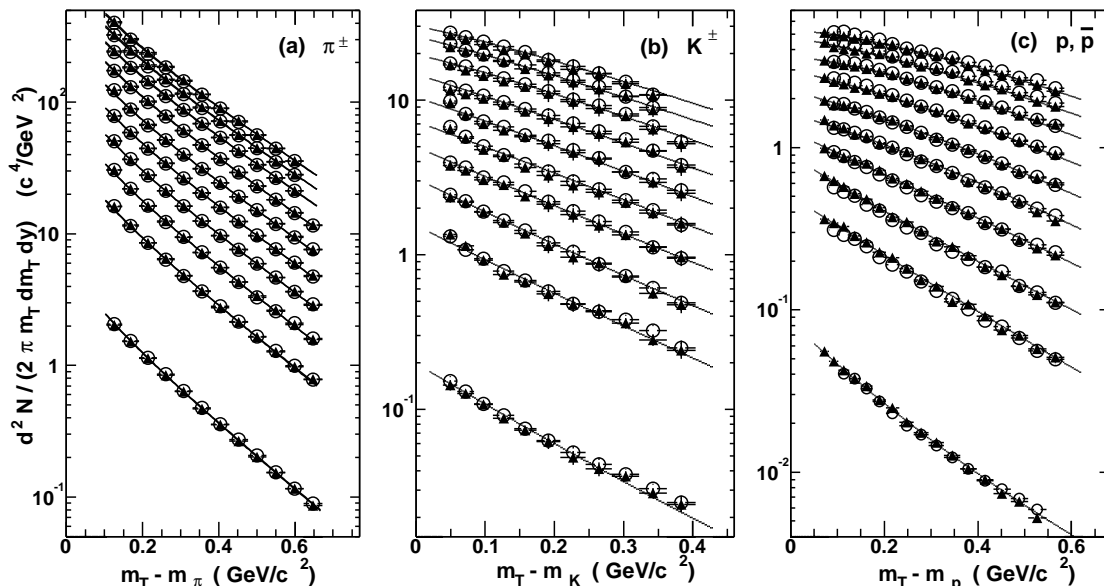 d² N / (2 π m_T dm_T dy) (c⁴/GeV²)
(a) π±
10²
10
1
10⁻¹
0 0.2 0.4 0.6
m_T - m_π (GeV/c²)
(b) K±
10
1
10⁻¹
0 0.1 0.2 0.3 0.4
m_T - m_K (GeV/c²)
(c) p, p̅
1
10⁻¹
10⁻²
0 0.2 0.4 0.6
m_T - m_p (GeV/c²)